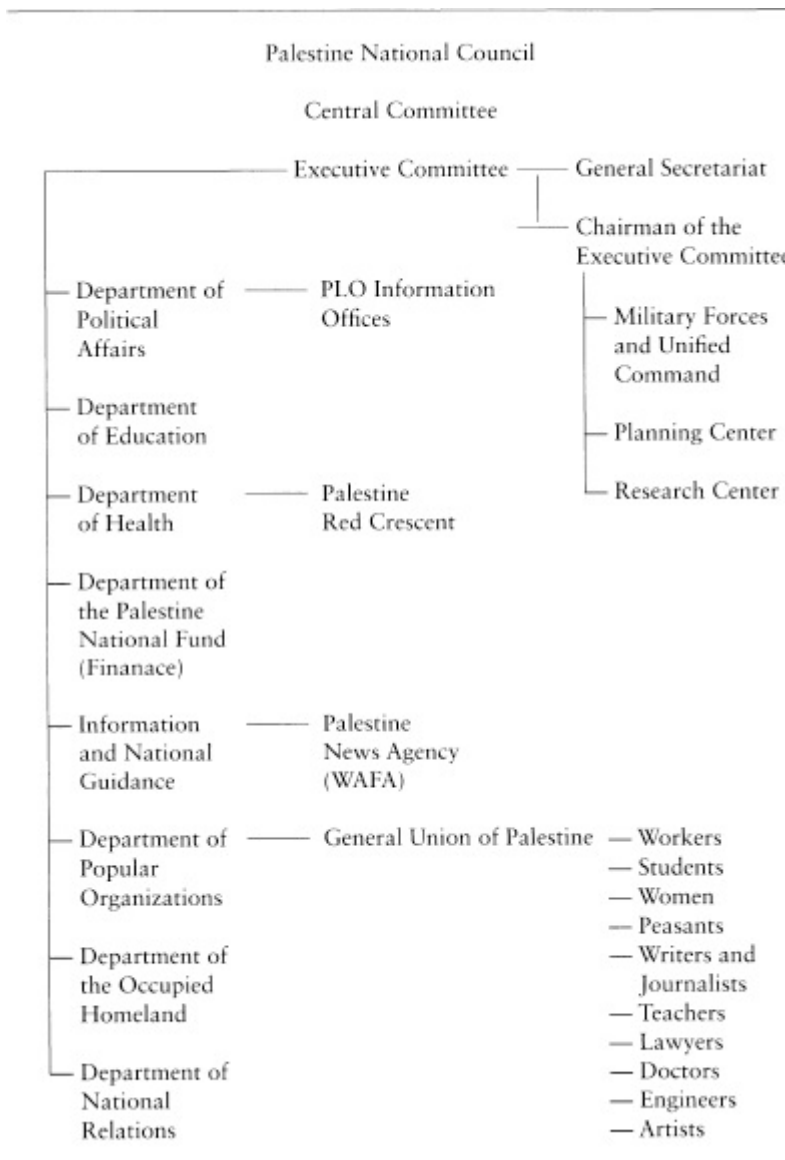 Palestine National Council
Central Committee
Executive Committee
General Secretariat
Chairman of the
Executive Committee
Military Forces
and Unified
Command
Planning Center
Research Center
Department of
Political
Affairs
PLO Information
Offices
Department
of Education
Department
of Health
Palestine
Red Crescent
Department of
the Palestine
National Fund
(Finanace)
Information
and National
Guidance
Palestine
News Agency
(WAFA)
Department of
Popular
Organizations
General Union of Palestine
Workers
Students
Women
Peasants
Writers and
Journalists
Teachers
Lawyers
Doctors
Engineers
Artists
Department of
the Occupied
Homeland
Department of
National
Relations